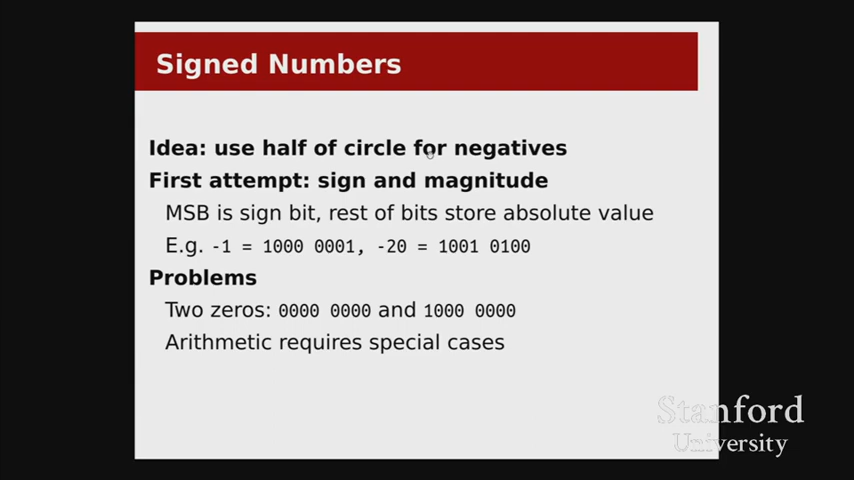 Signed Numbers
Idea: use half of circle for negatives
First attempt: sign and magnitude
MSB is sign bit, rest of bits store absolute value
E.g. -1 = 1000 0001, -20 = 1001 0100
Problems
Two zeros: 0000 0000 and 1000 0000
Arithmetic requires special cases
Stanford
University